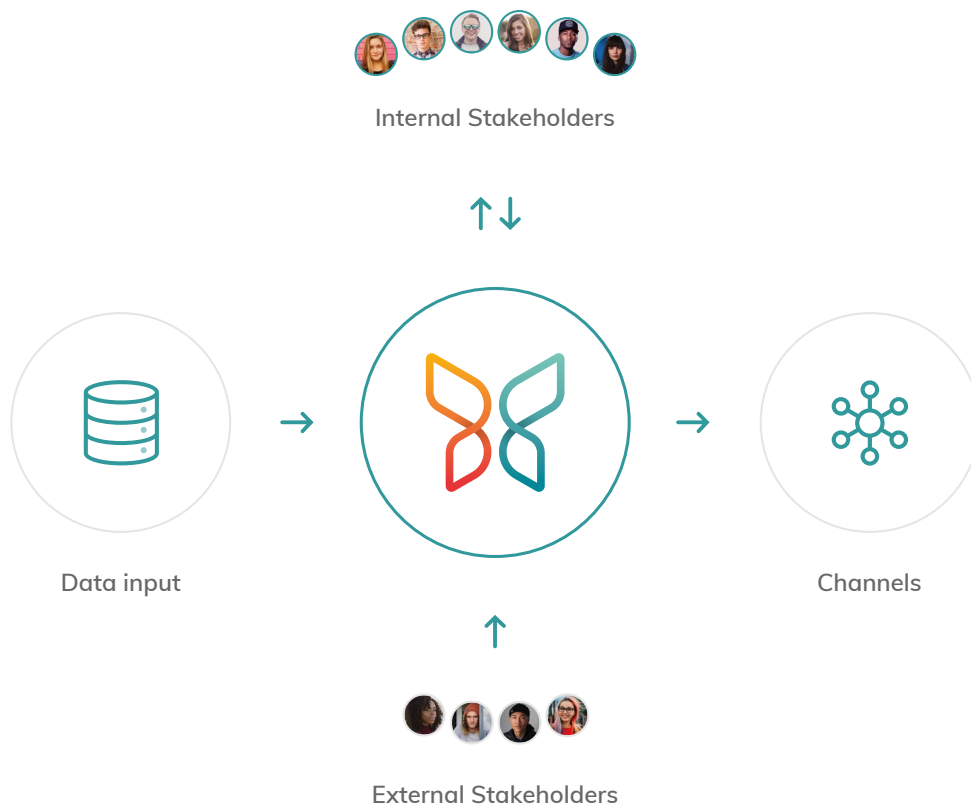 Internal Stakeholders
Data input
Channels
External Stakeholders